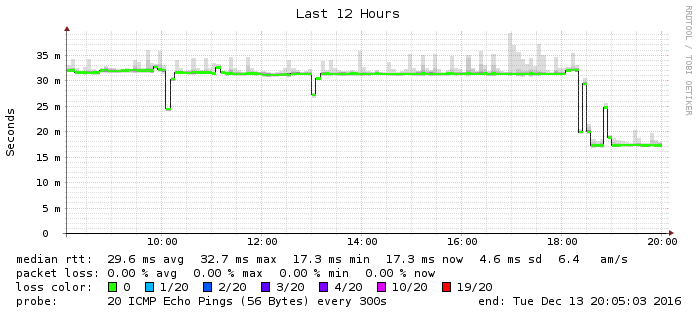 Last 12 Hours
RRDTOOL / TOBI OETIKER
Seconds
35 m
30 m
25 m
20 m
15 m
10 m
5 m
0
10:00 12:00 14:00 16:00 18:00 20:00
median rtt: 29.6 ms avg 32.7 ms max 17.3 ms min 17.3 ms now 4.6 ms sd 6.4 am/s
packet loss: 0.00 % avg 0.00 % max 0.00 % min 0.00 % now
loss color: 0 1/20 2/20 3/20 4/20 10/20 19/20
probe: 20 ICMP Echo Pings (56 Bytes) every 300s end: Tue Dec 13 20:05:03 2016